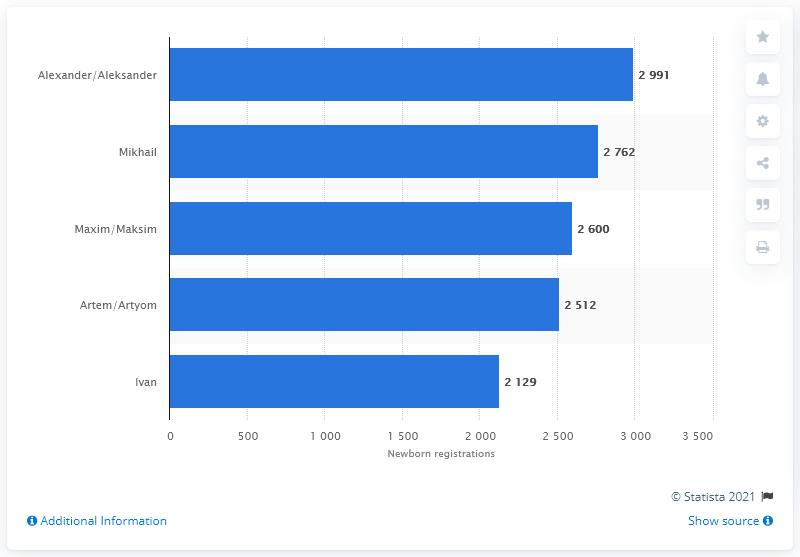 Alexander/Aleksander 2 991
Mikhail 2 762
Maxim/Maksim 2 600
Artem/Artyom 2 512
Ivan 2 129
0 500 1 000 1 500 2 000 2 500 3 000 3 500
Newborn registrations
© Statista 2021
Additional Information Show source